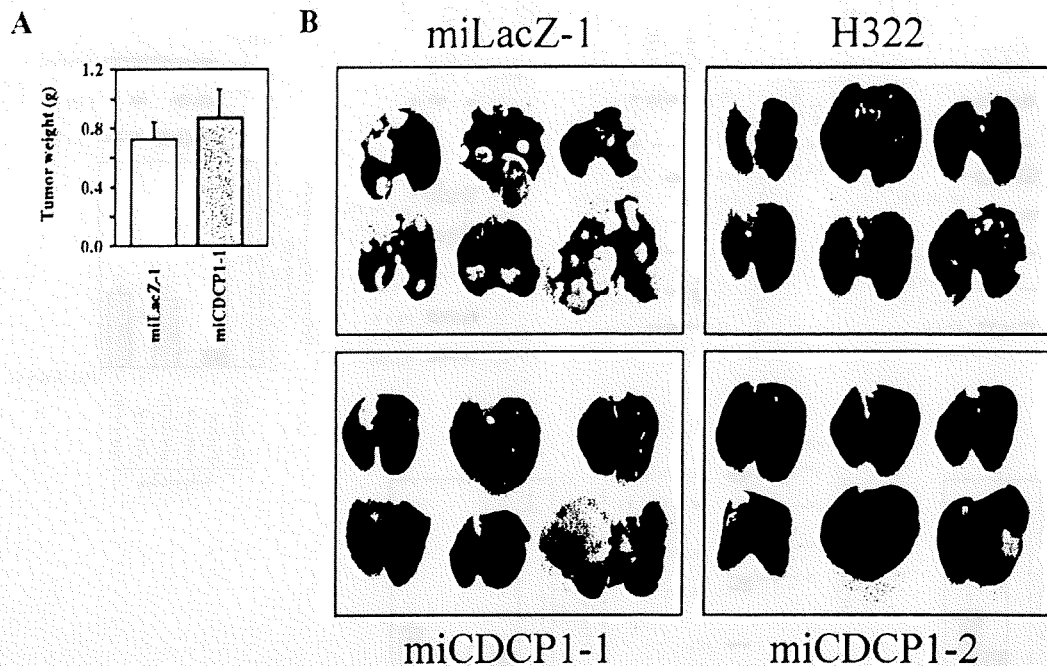 A
B
miLacZ-1
H322
Tumor weight (g)
1.2
0.8
0.4
0.0
miLacZ-1
miCDCP1-1
miCDCP1-1
miCDCP1-2